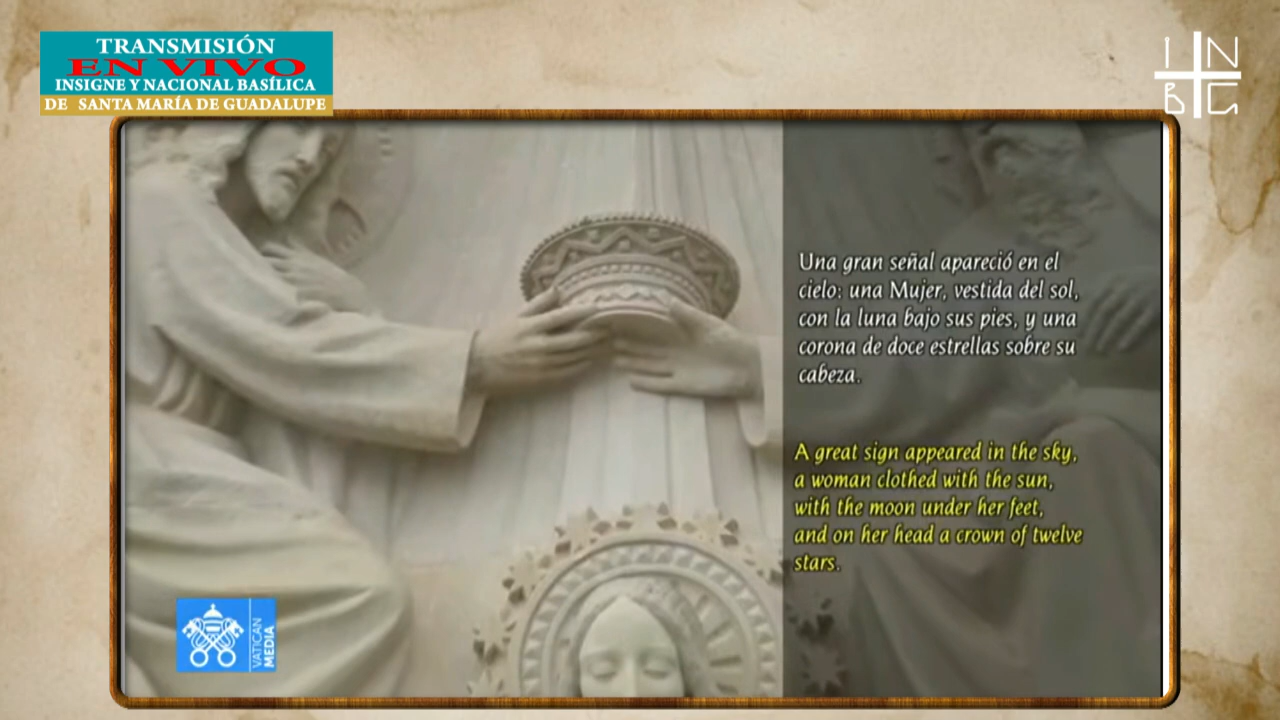 TRANSMISIÓN
EN VIVO
INSIGNE Y NACIONAL BASÍLICA
DE SANTA MARÍA DE GUADALUPE
I N
B G
Una gran señal apareció en el
cielo: una Mujer, vestida del sol,
con la luna bajo sus pies, y una
corona de doce estrellas sobre su
cabeza.
A great sign appeared in the sky,
a woman clothed with the sun,
with the moon under her feet,
and on her head a crown of twelve
stars.
VATICAN
MEDIA